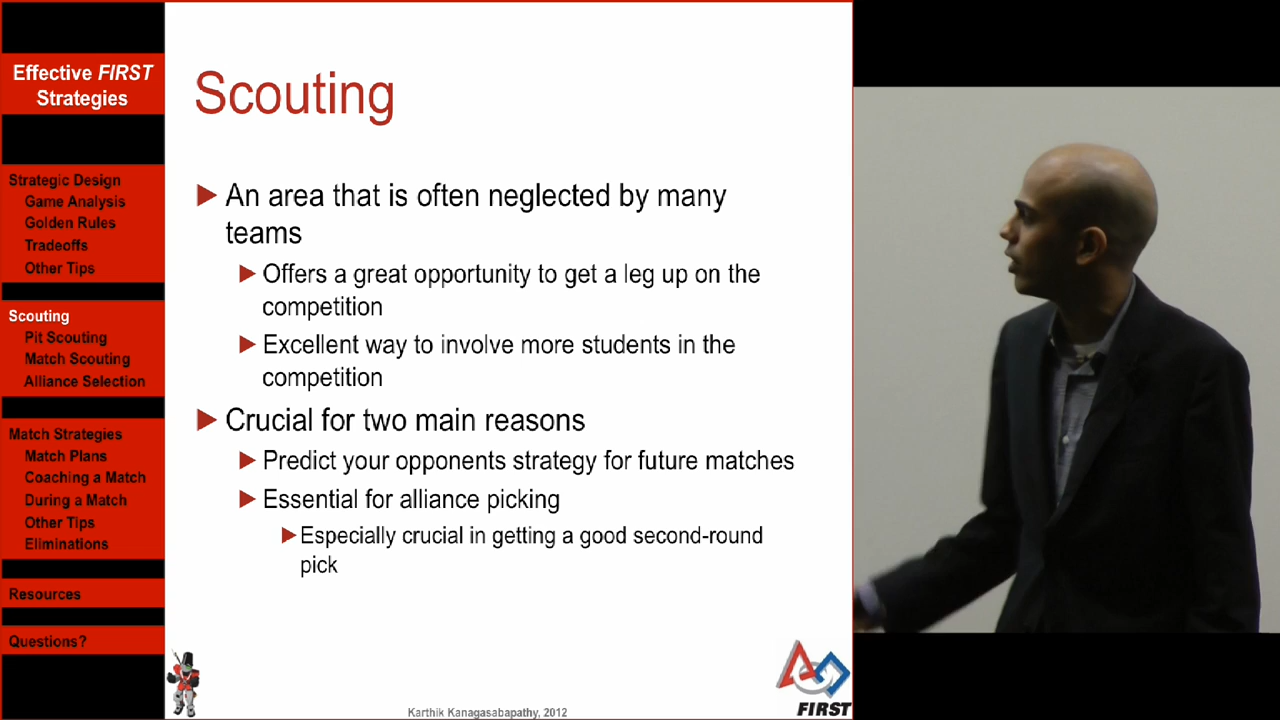 Effective FIRST
Strategies
Strategic Design
Game Analysis
Golden Rules
Tradeoffs
Other Tips
Scouting
Pit Scouting
Match Scouting
Alliance Selection
Match Strategies
Match Plans
Coaching a Match
During a Match
Other Tips
Eliminations
Resources
Questions?
Scouting
An area that is often neglected by many
teams
Offers a great opportunity to get a leg up on the
competition
Excellent way to involve more students in the
competition
Crucial for two main reasons
Predict your opponents strategy for future matches
Essential for alliance picking
Especially crucial in getting a good second-round
pick
Karthik Kanagasabapathy, 2012
FIRST